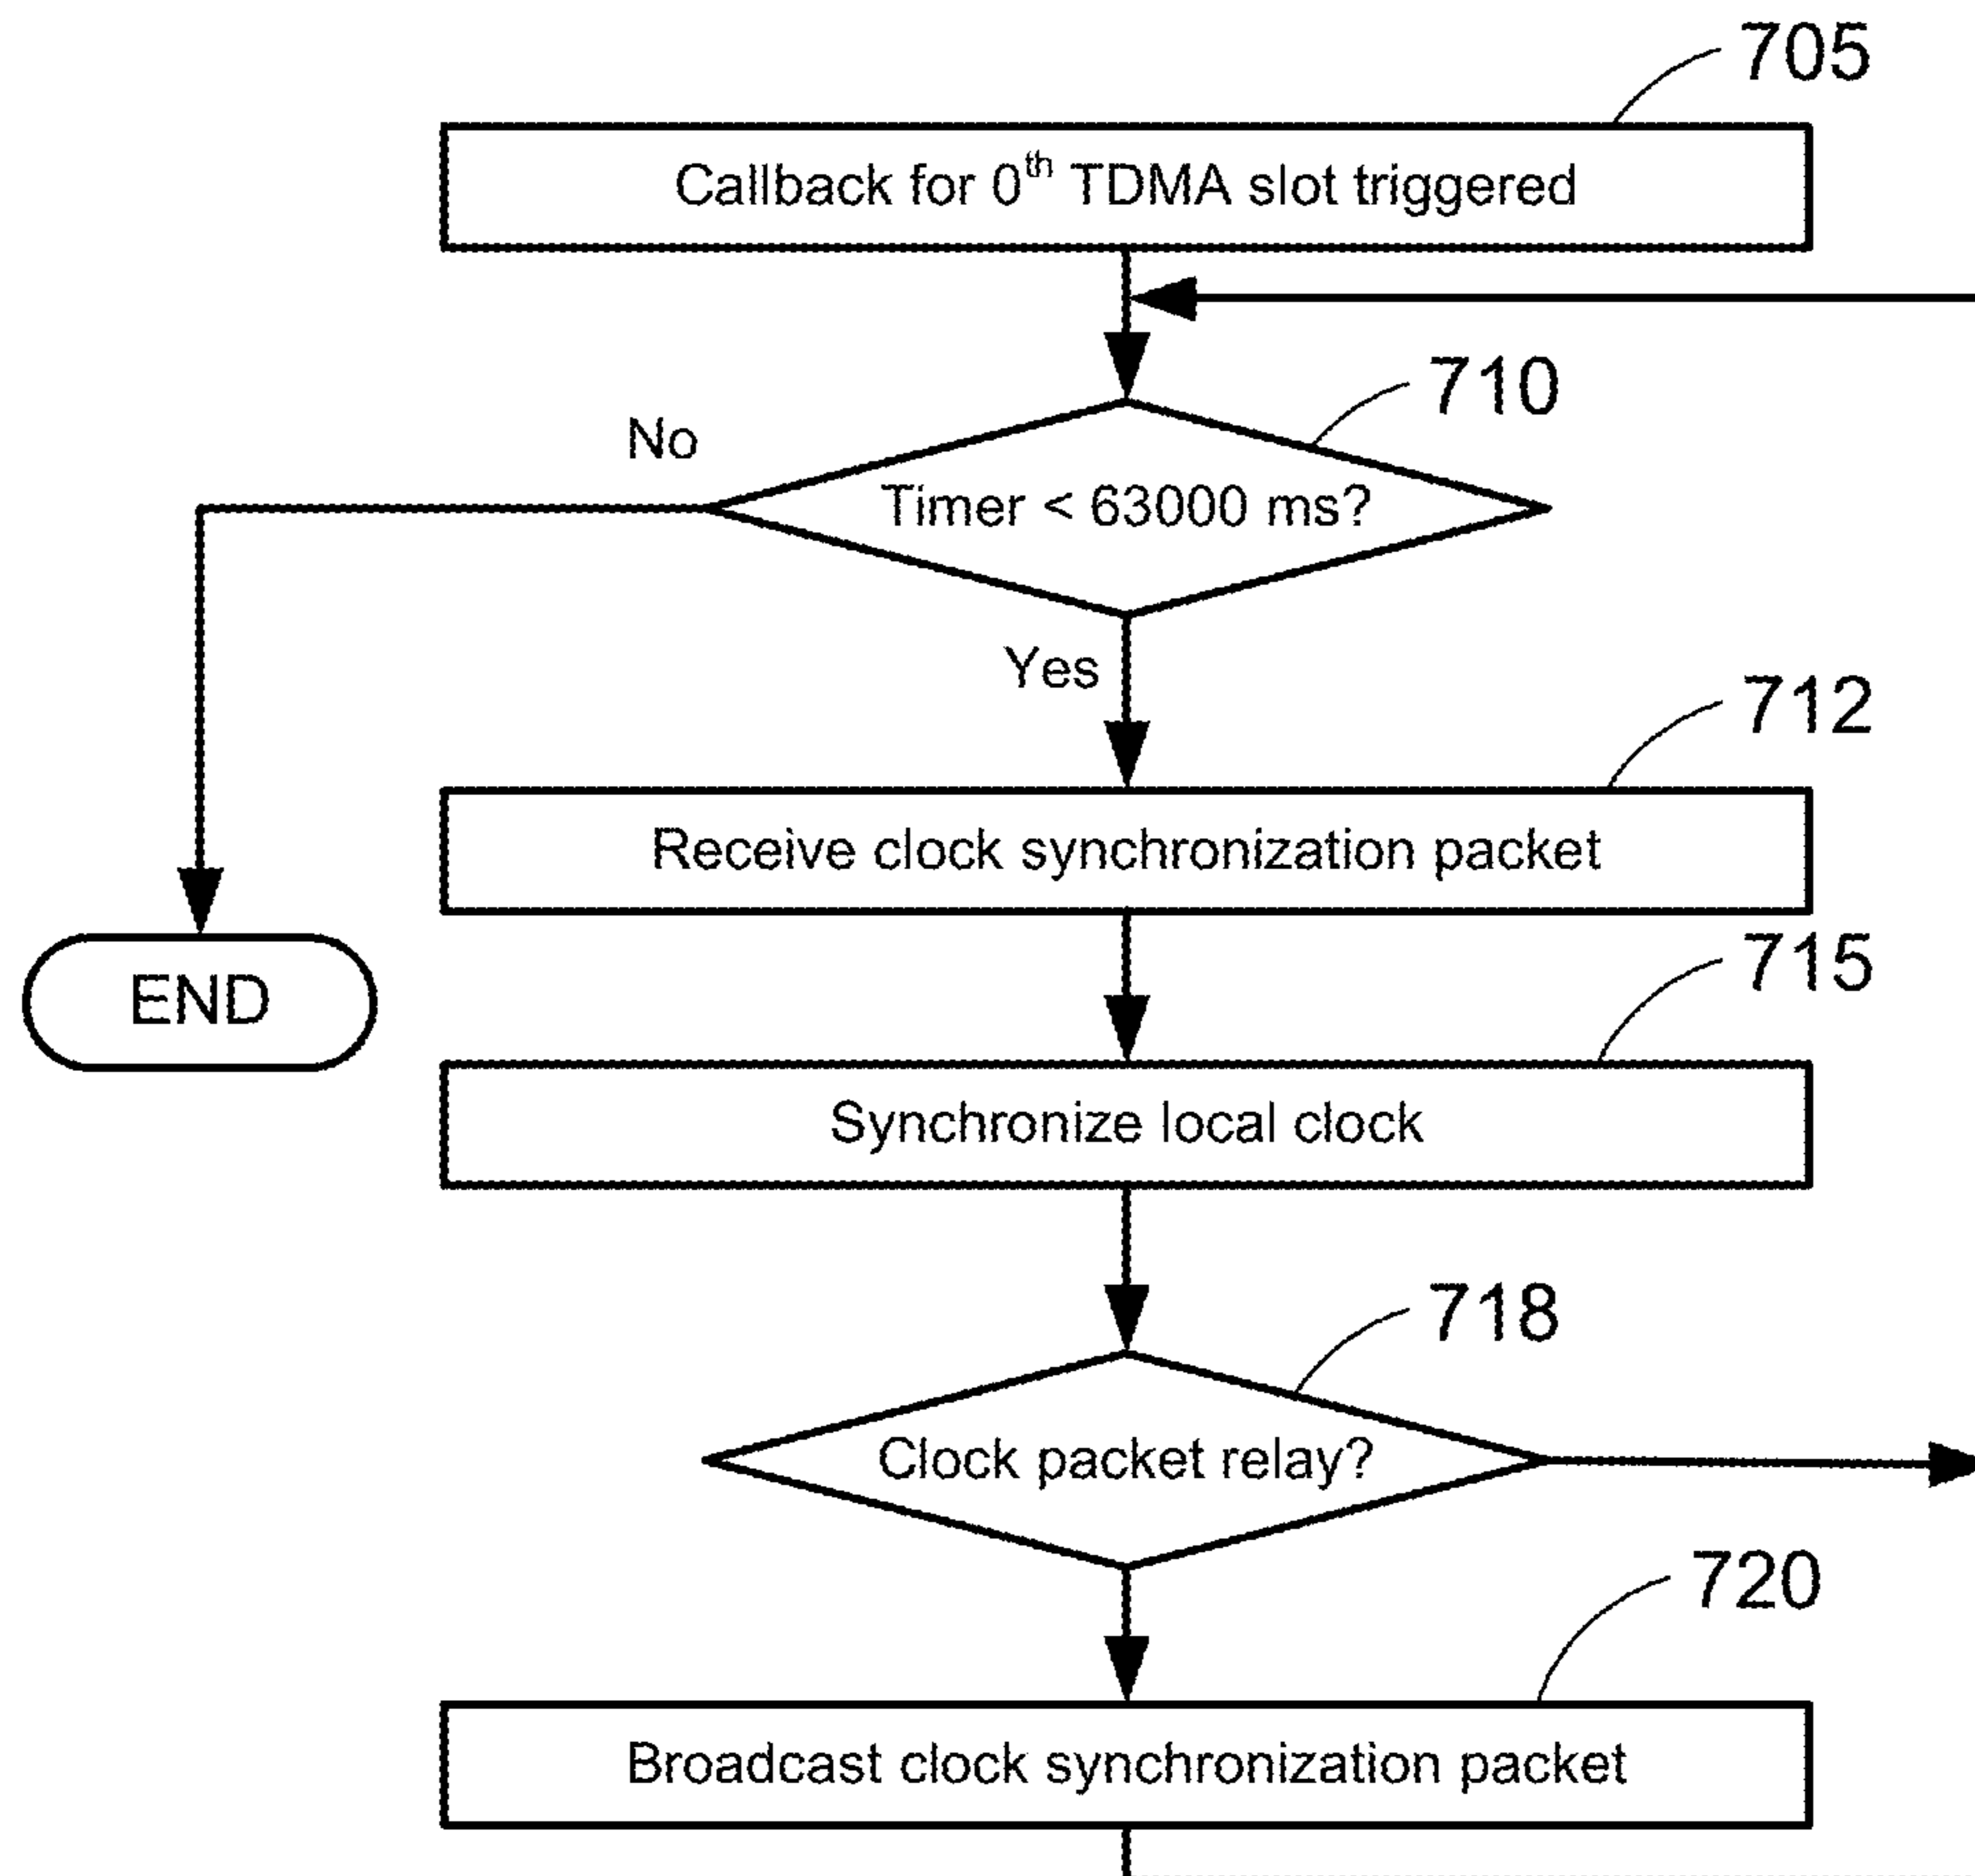 705
Callback for 0th TDMA slot triggered
710
No
Timer < 63000 ms?
Yes
712
Receive clock synchronization packet
715
END
Synchronize local clock
718
Clock packet relay?
720
Broadcast clock synchronization packet